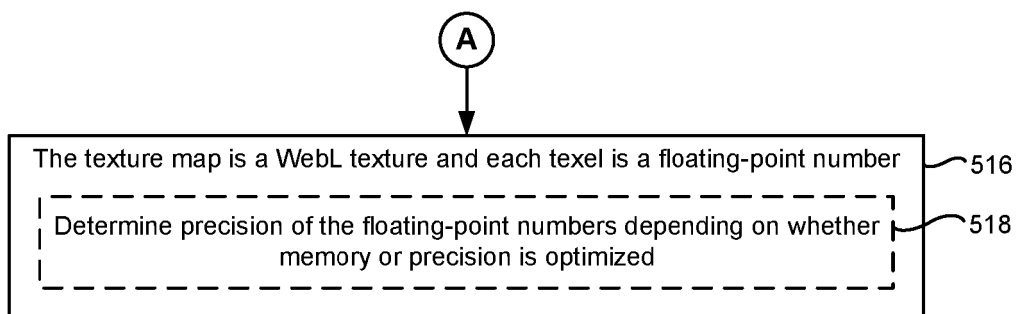 A
The texture map is a WebL texture and each texel is a floating-point number
516
Determine precision of the floating-point numbers depending on whether
memory or precision is optimized
518